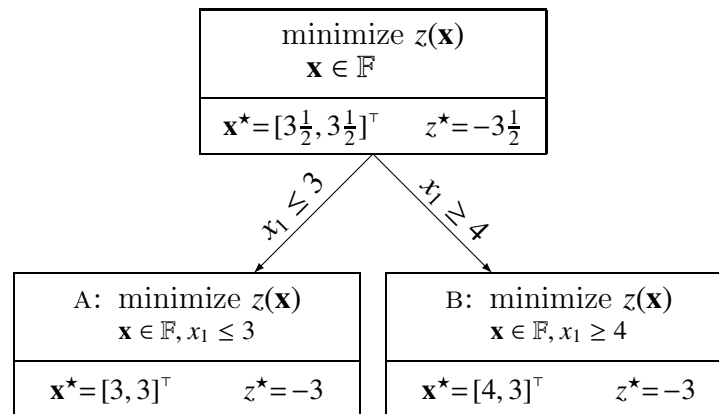 minimize z(x)
x ∈ 𝔽
x★=[3½, 3½]ᵀ z★=−3½
x₁ ≤ 3
x₁ ≥ 4
A: minimize z(x)
x ∈ 𝔽, x₁ ≤ 3
x★=[3, 3]ᵀ z★=−3
B: minimize z(x)
x ∈ 𝔽, x₁ ≥ 4
x★=[4, 3]ᵀ z★=−3